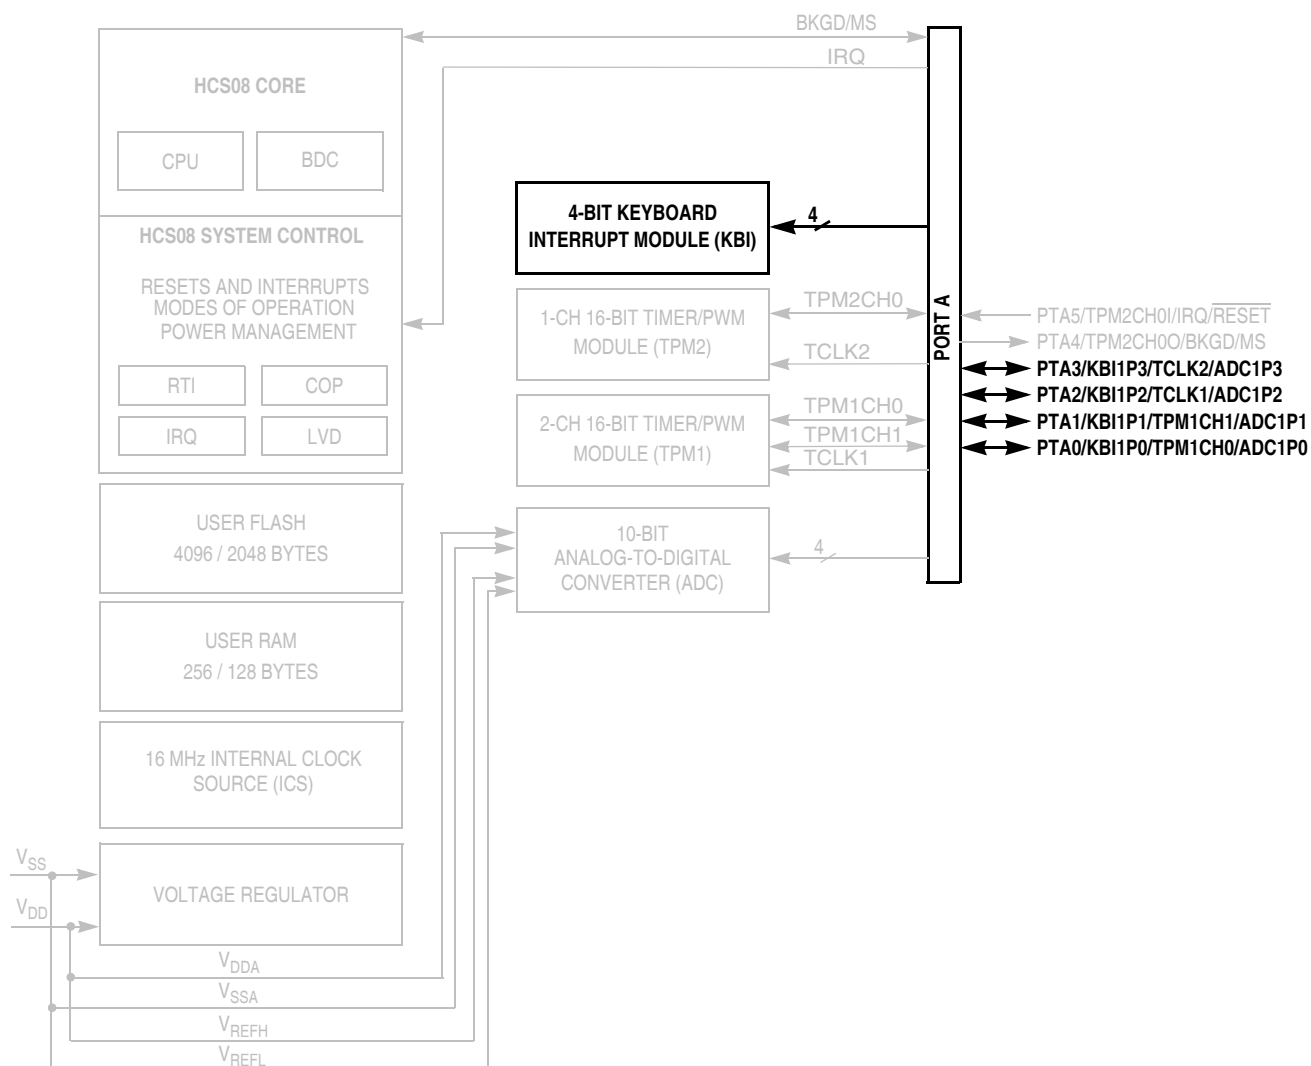 BKGD/MS
IRQ
HCS08 CORE
CPU
BDC
4-BIT KEYBOARD
INTERRUPT MODULE (KBI)
4
HCS08 SYSTEM CONTROL
RESETS AND INTERRUPTS
MODES OF OPERATION
POWER MANAGEMENT
RTI
COP
IRQ
LVD
1-CH 16-BIT TIMER/PWM
MODULE (TPM2)
TPM2CH0
TCLK2
2-CH 16-BIT TIMER/PWM
MODULE (TPM1)
TPM1CH0
TPM1CH1
TCLK1
PORT A
PTA5/TPM2CH0I/IRQ/RESET
PTA4/TPM2CH0O/BKGD/MS
PTA3/KBI1P3/TCLK2/ADC1P3
PTA2/KBI1P2/TCLK1/ADC1P2
PTA1/KBI1P1/TPM1CH1/ADC1P1
PTA0/KBI1P0/TPM1CH0/ADC1P0
USER FLASH
4096 / 2048 BYTES
10-BIT
ANALOG-TO-DIGITAL
CONVERTER (ADC)
4
USER RAM
256 / 128 BYTES
16 MHz INTERNAL CLOCK
SOURCE (ICS)
VSS
VDD
VOLTAGE REGULATOR
VDDA
VSSA
VREFH
VREFL